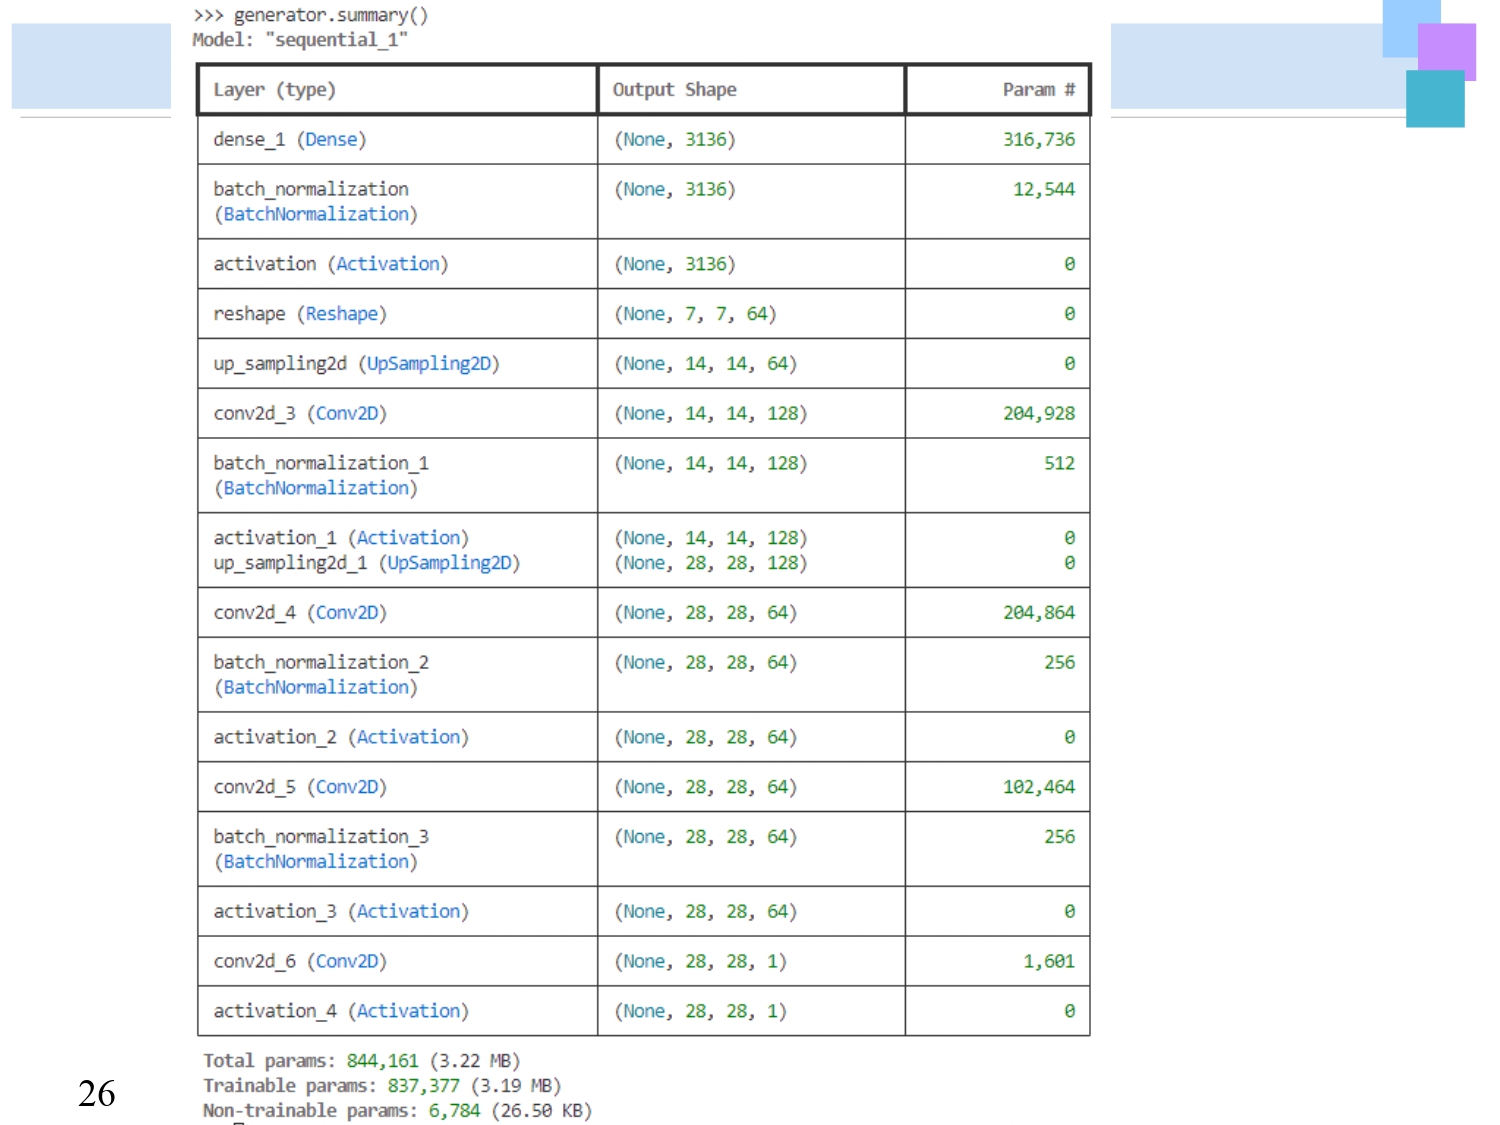 >>> generator.summary()
Model: "sequential_1"
Layer (type) Output Shape Param #
dense_1 (Dense) (None, 3136) 316,736
batch_normalization (None, 3136) 12,544
(BatchNormalization)
activation (Activation) (None, 3136) 0
reshape (Reshape) (None, 7, 7, 64) 0
up_sampling2d (UpSampling2D) (None, 14, 14, 64) 0
conv2d_3 (Conv2D) (None, 14, 14, 128) 204,928
batch_normalization_1 (None, 14, 14, 128) 512
(BatchNormalization)
activation_1 (Activation) (None, 14, 14, 128) 0
up_sampling2d_1 (UpSampling2D) (None, 28, 28, 128) 0
conv2d_4 (Conv2D) (None, 28, 28, 64) 204,864
batch_normalization_2 (None, 28, 28, 64) 256
(BatchNormalization)
activation_2 (Activation) (None, 28, 28, 64) 0
conv2d_5 (Conv2D) (None, 28, 28, 64) 102,464
batch_normalization_3 (None, 28, 28, 64) 256
(BatchNormalization)
activation_3 (Activation) (None, 28, 28, 64) 0
conv2d_6 (Conv2D) (None, 28, 28, 1) 1,601
activation_4 (Activation) (None, 28, 28, 1) 0
Total params: 844,161 (3.22 MB)
Trainable params: 837,377 (3.19 MB)
Non-trainable params: 6,784 (26.50 KB)
26